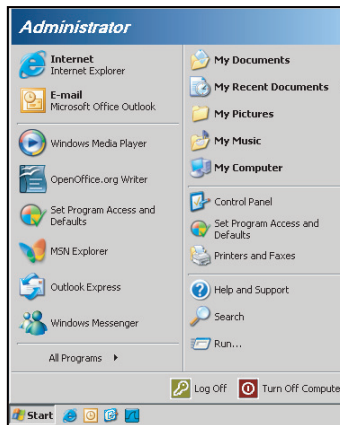 Administrator
Internet
Internet Explorer
E-mail
Microsoft Office Outlook
Windows Media Player
OpenOffice.org Writer
Set Program Access and
Defaults
MSN Explorer
Outlook Express
Windows Messenger
All Programs
My Documents
My Recent Documents
My Pictures
My Music
My Computer
Control Panel
Set Program Access and
Defaults
Printers and Faxes
Help and Support
Search
Run...
Log Off
Turn Off Compute
Start